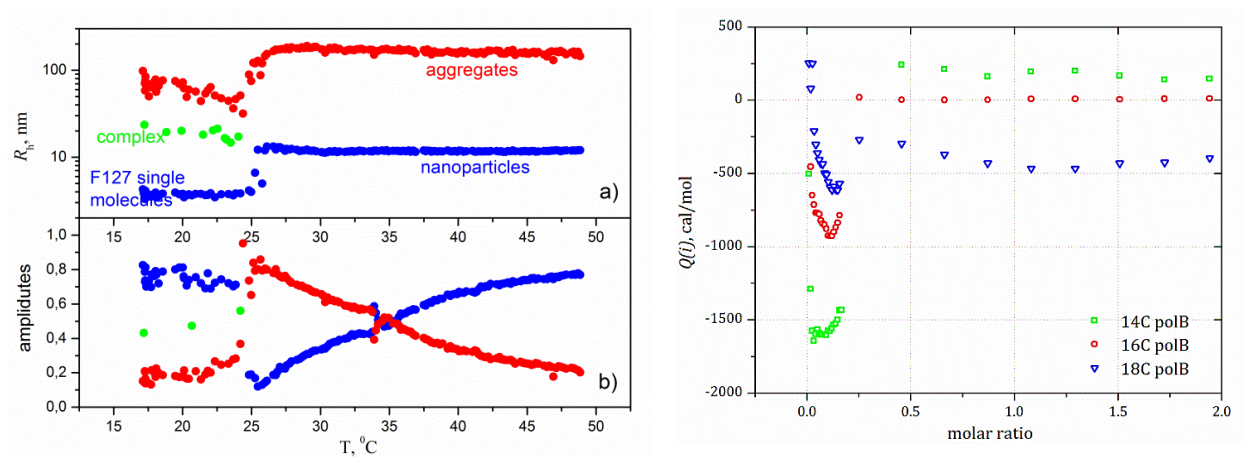 100
10
Rh, nm
aggregates
complex
nanoparticles
F127 single
molecules
a)
15 20 25 30 35 40 45 50
1,0
0,8
0,6
0,4
0,2
0,0
amplidutes
b)
15 20 25 30 35 40 45 50
T, ⁰C
500
0
-500
-1000
-1500
-2000
Q(i), cal/mol
14C polB
16C polB
18C polB
0.0 0.5 1.0 1.5 2.0
molar ratio